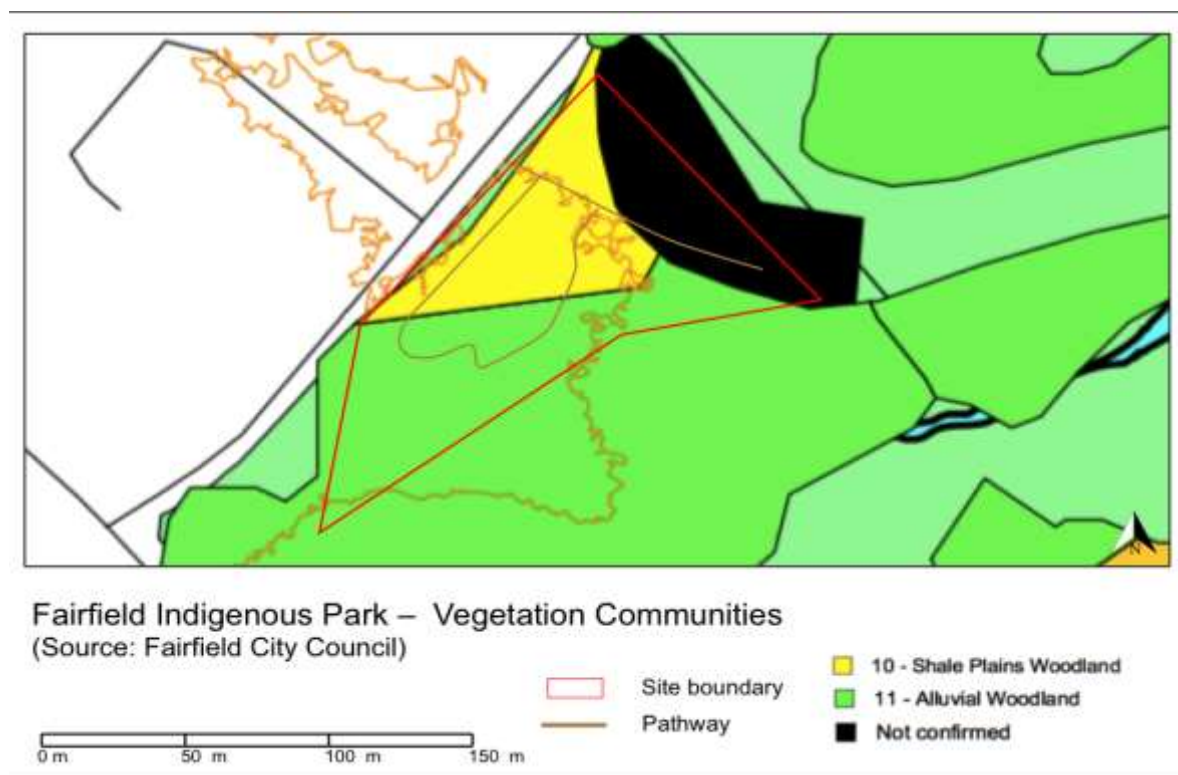 N
Fairfield Indigenous Park – Vegetation Communities
(Source: Fairfield City Council)
Site boundary
Pathway
10 - Shale Plains Woodland
11 - Alluvial Woodland
Not confirmed
0 m 50 m 100 m 150 m